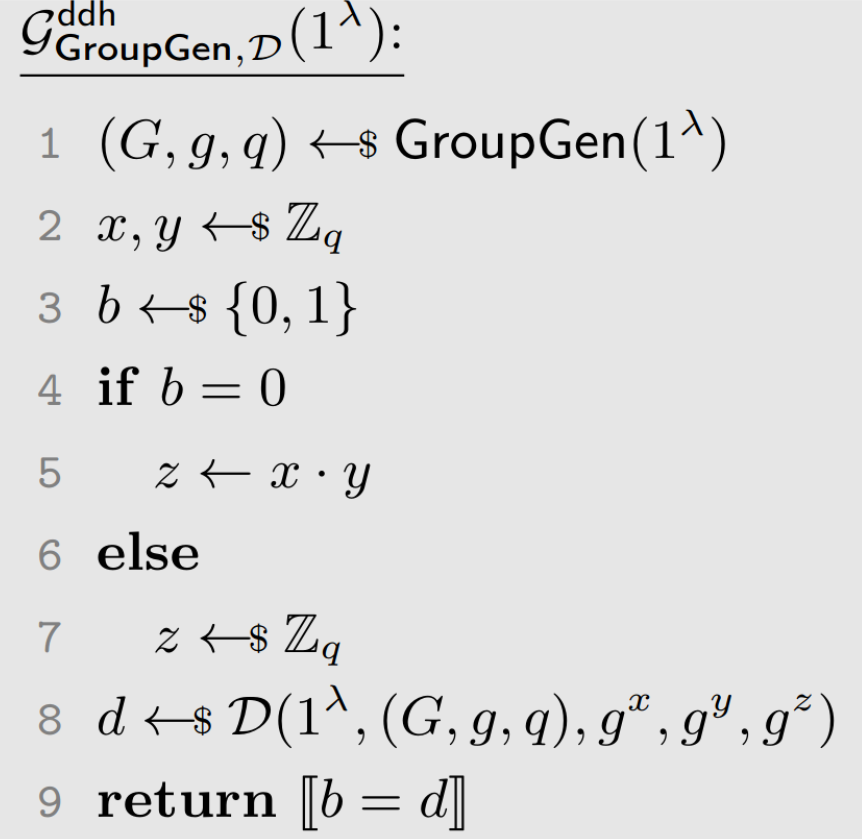 𝒢^ddh_GroupGen,𝒟(1^λ):
1 (G, g, q) ←$ GroupGen(1^λ)
2 x, y ←$ ℤ_q
3 b ←$ {0, 1}
4 if b = 0
5 z ← x · y
6 else
7 z ←$ ℤ_q
8 d ←$ 𝒟(1^λ, (G, g, q), g^x, g^y, g^z)
9 return ⟦b = d⟧